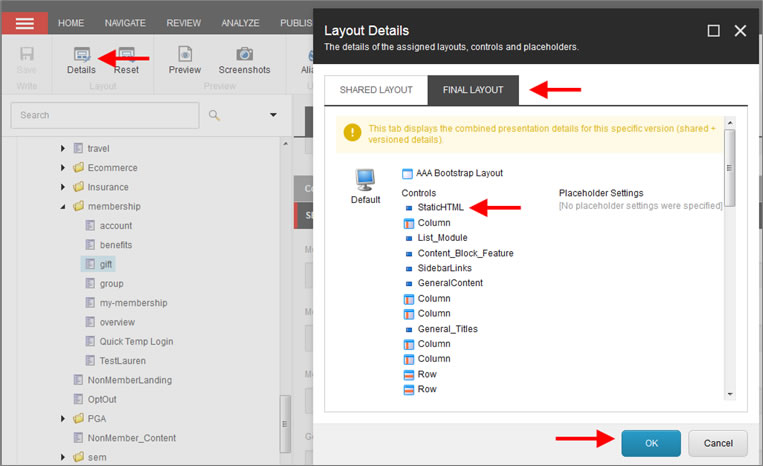 HOME NAVIGATE REVIEW ANALYZE PUBLIS
Save Details Reset Preview Screenshots Alia
Write Layout Preview
Search
travel
Ecommerce
Insurance
membership
account
benefits
gift
group
my-membership
overview
Quick Temp Login
TestLauren
NonMemberLanding
OptOut
PGA
NonMember_Content
sem
Layout Details
The details of the assigned layouts, controls and placeholders.
SHARED LAYOUT FINAL LAYOUT
This tab displays the combined presentation details for this specific version (shared +
versioned details).
Default
AAA Bootstrap Layout
Controls
StaticHTML
Column
List_Module
Content_Block_Feature
SidebarLinks
GeneralContent
Column
Column
General_Titles
Column
Column
Row
Row
Placeholder Settings
[No placeholder settings were specified]
OK Cancel